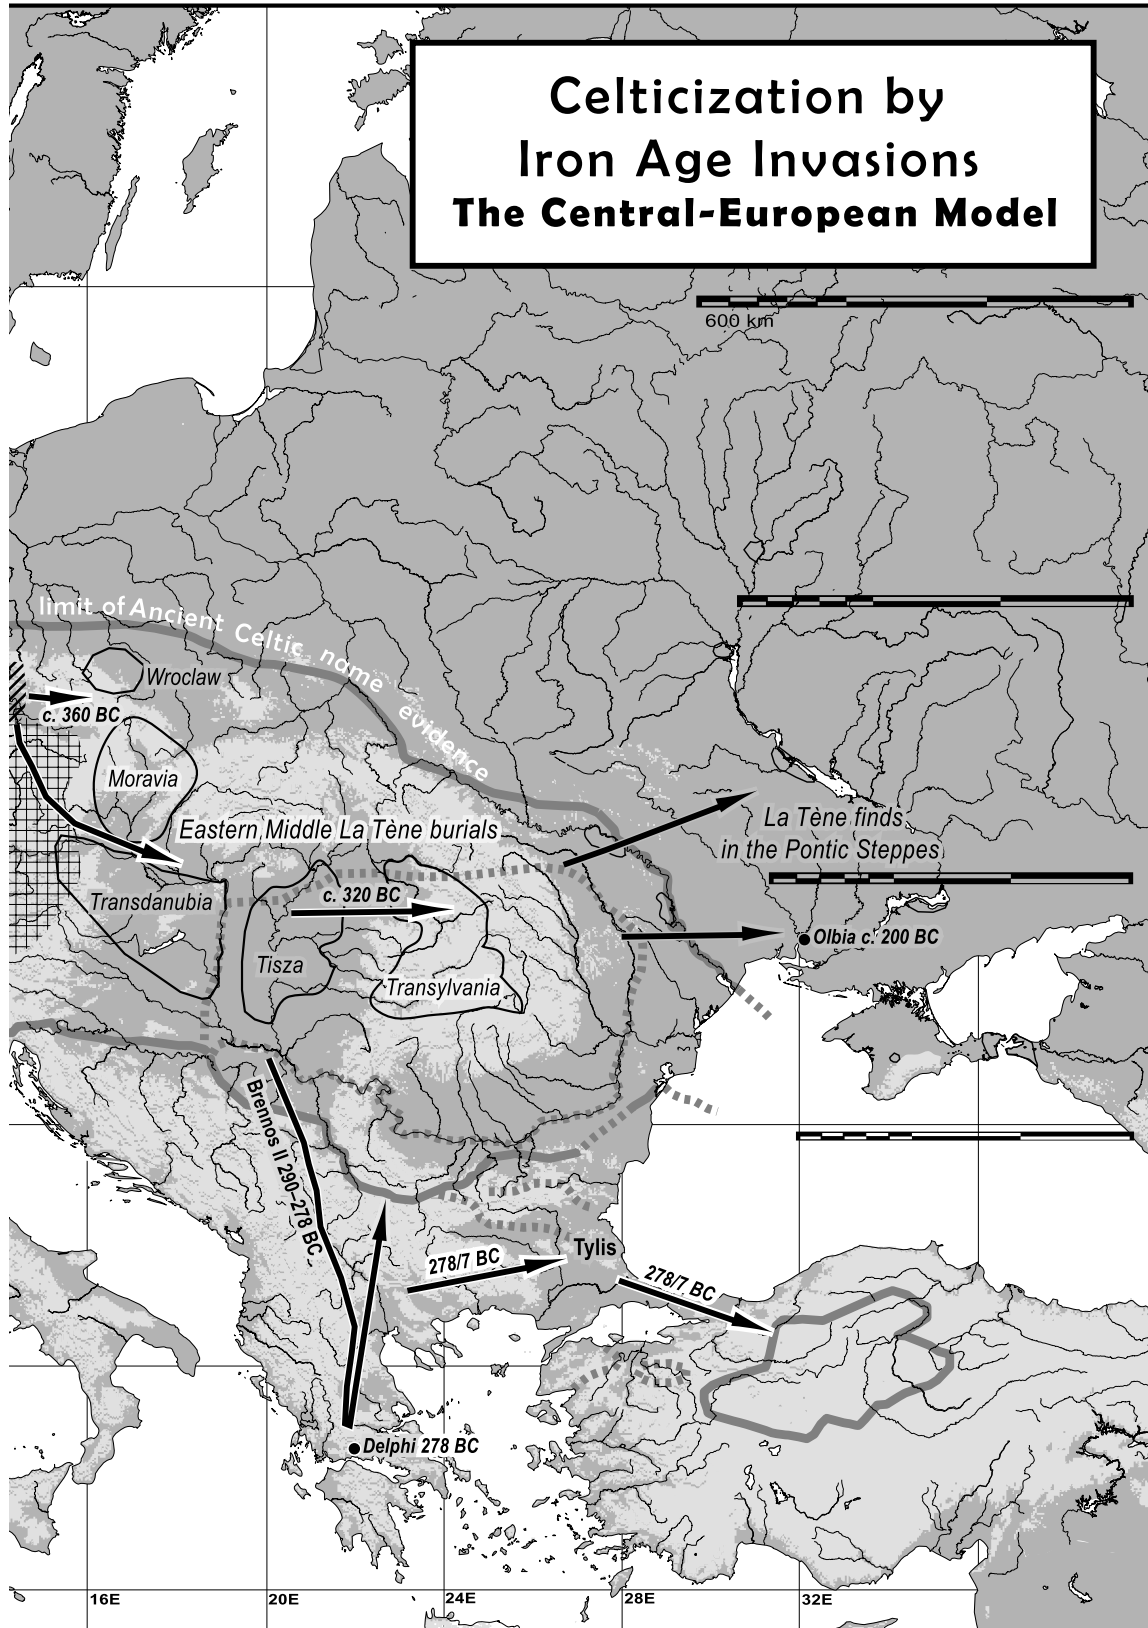 Celticization by
Iron Age Invasions
The Central-European Model
600 km
limit of Ancient Celtic name evidence
Wroclaw
c. 360 BC
Moravia
Eastern Middle La Tène burials
La Tène finds
in the Pontic Steppes
Transdanubia
c. 320 BC
Olbia c. 200 BC
Tisza
Transylvania
Brennos II 290–278 BC
Tylis
278/7 BC
278/7 BC
Delphi 278 BC
16E
20E
24E
28E
32E